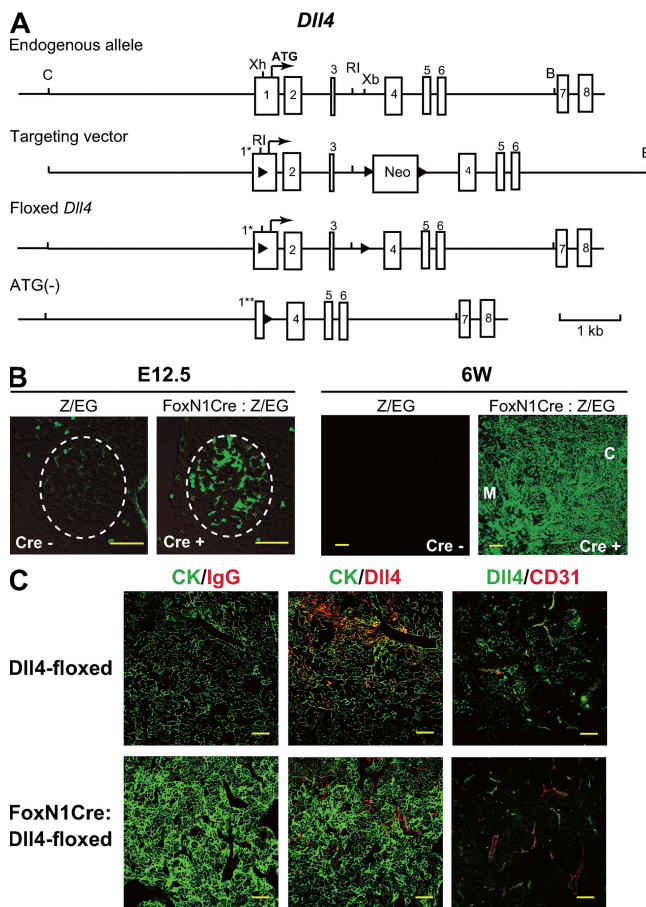 A
Dll4
Endogenous allele
C
Xh
ATG
3
RI
Xb
5
6
B
1
2
4
7
8
Targeting vector
1*
RI
3
5
6
2
Neo
4
Floxed Dll4
1*
3
5
6
2
4
7
8
ATG(-)
1**
5
6
4
7
8
1 kb
B
E12.5
6W
Z/EG
FoxN1Cre : Z/EG
Z/EG
FoxN1Cre : Z/EG
C
M
Cre -
Cre +
Cre -
Cre +
C
CK/IgG
CK/Dll4
Dll4/CD31
Dll4-floxed
FoxN1Cre:
Dll4-floxed